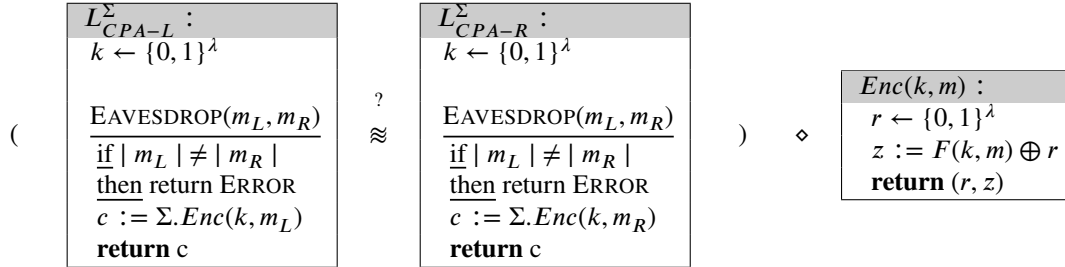 (
L^Σ_{CPA−L} :
k ← {0, 1}^λ
EAVESDROP(m_L, m_R)
if | m_L | ≠ | m_R |
then return ERROR
c := Σ.Enc(k, m_L)
return c
?
≋
L^Σ_{CPA−R} :
k ← {0, 1}^λ
EAVESDROP(m_L, m_R)
if | m_L | ≠ | m_R |
then return ERROR
c := Σ.Enc(k, m_R)
return c
)
⋄
Enc(k, m) :
r ← {0, 1}^λ
z := F(k, m) ⊕ r
return (r, z)